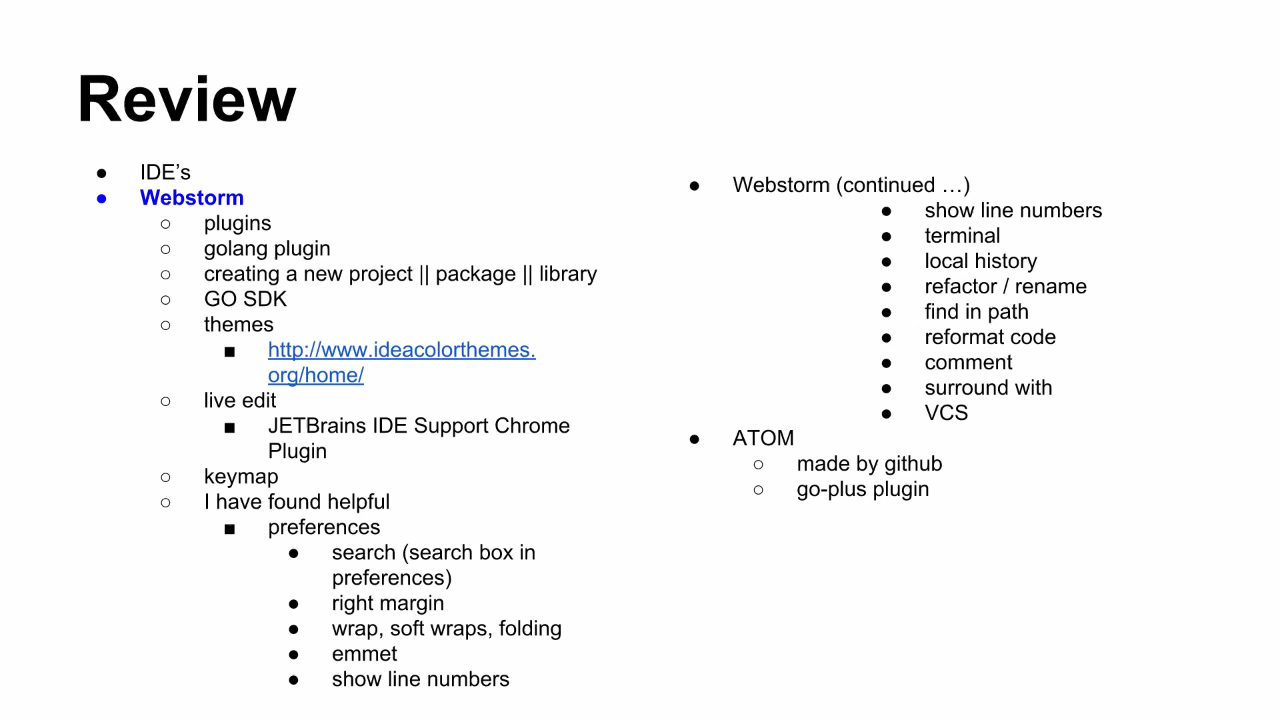 Review
● IDE’s
● Webstorm
○ plugins
○ golang plugin
○ creating a new project || package || library
○ GO SDK
○ themes
■ http://www.ideacolorthemes.
org/home/
○ live edit
■ JETBrains IDE Support Chrome
Plugin
○ keymap
○ I have found helpful
■ preferences
● search (search box in
preferences)
● right margin
● wrap, soft wraps, folding
● emmet
● show line numbers
● Webstorm (continued …)
● show line numbers
● terminal
● local history
● refactor / rename
● find in path
● reformat code
● comment
● surround with
● VCS
● ATOM
○ made by github
○ go-plus plugin